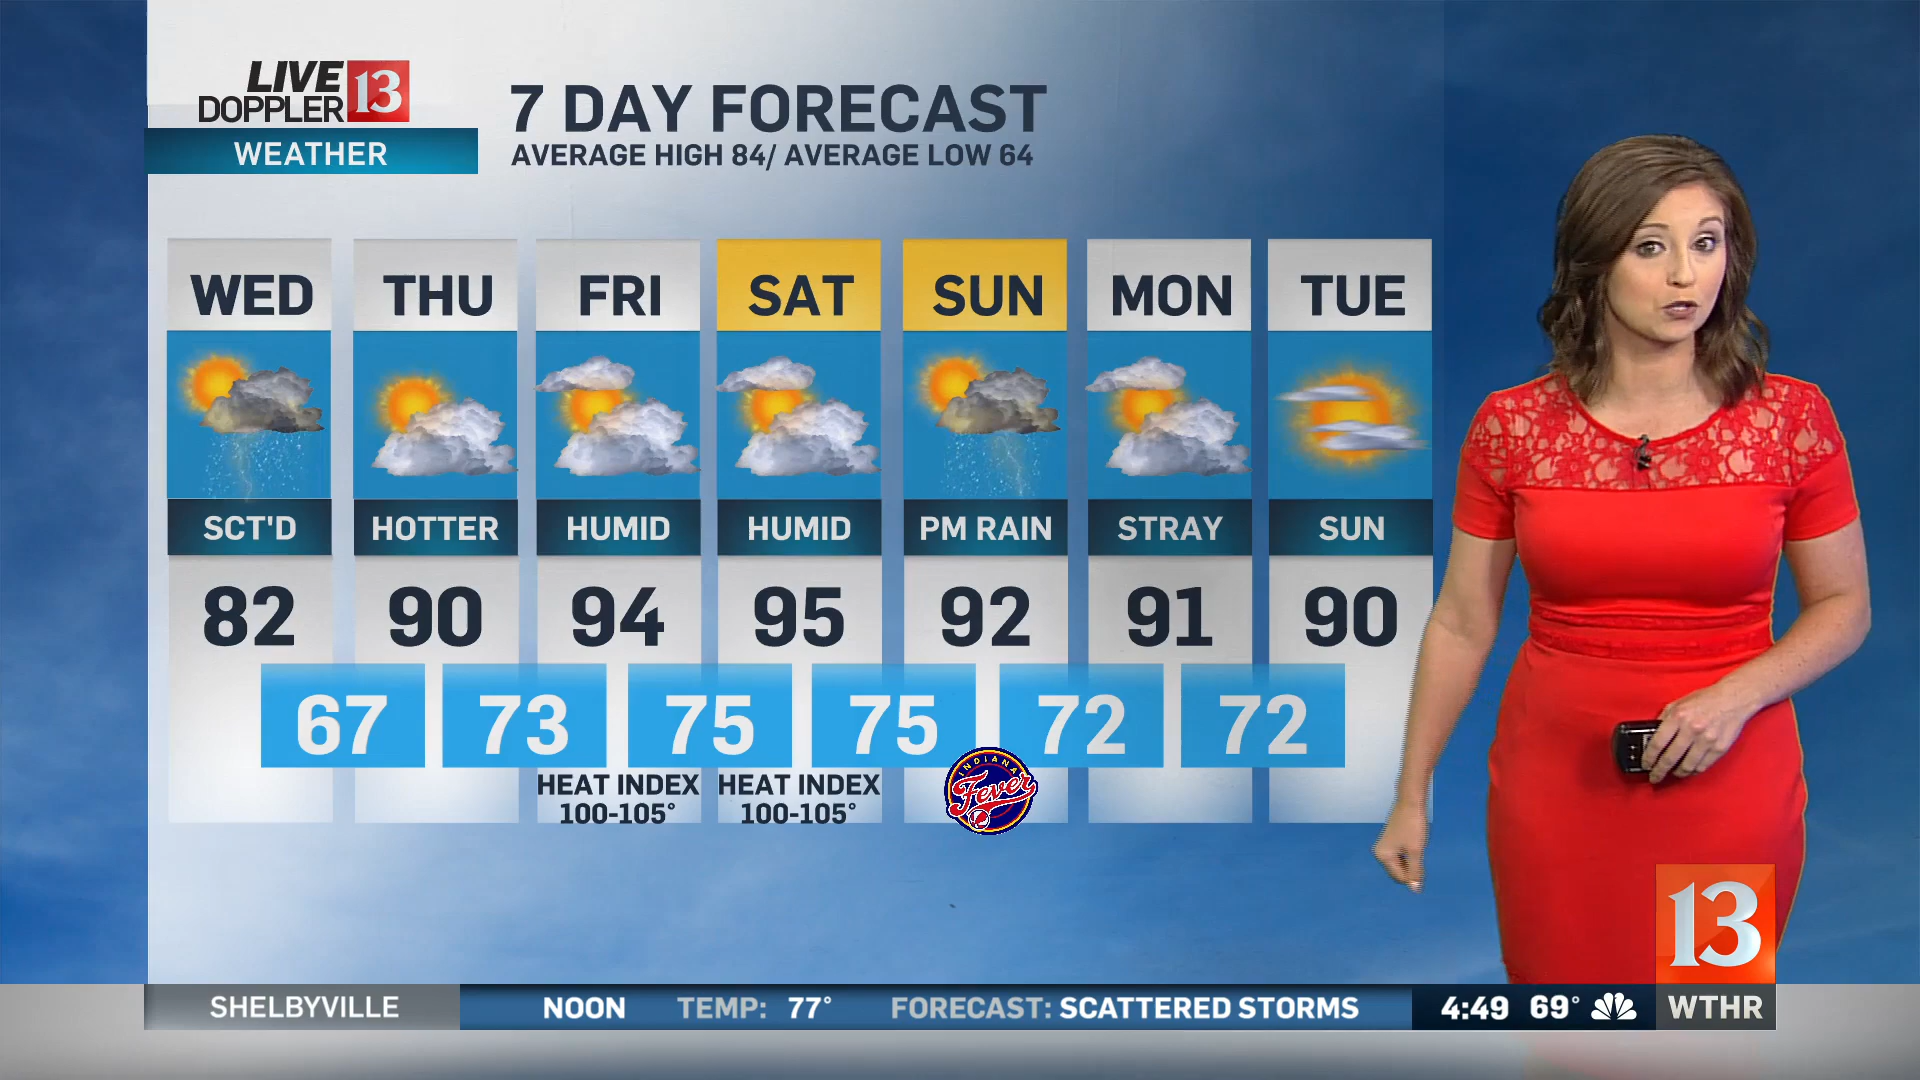 LIVE
DOPPLER 13
WEATHER
7 DAY FORECAST
AVERAGE HIGH 84/ AVERAGE LOW 64
WED THU FRI SAT SUN MON TUE
SCT'D HOTTER HUMID HUMID PM RAIN STRAY SUN
82 90 94 95 92 91 90
67 73 75 75 72 72
HEAT INDEX HEAT INDEX
100-105° 100-105°
INDIANA
Fever
13
SHELBYVILLE NOON TEMP: 77° FORECAST: SCATTERED STORMS 4:49 69° WTHR